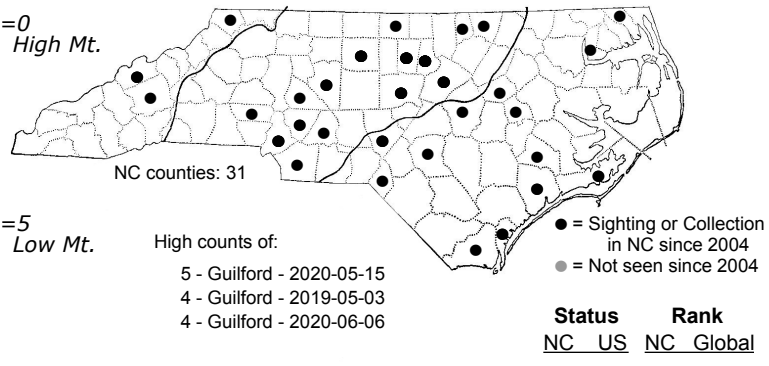 =0
High Mt.
NC counties: 31
=5
Low Mt.
High counts of:
5 - Guilford - 2020-05-15
4 - Guilford - 2019-05-03
4 - Guilford - 2020-06-06
= Sighting or Collection
in NC since 2004
= Not seen since 2004
Status Rank
NC US NC Global